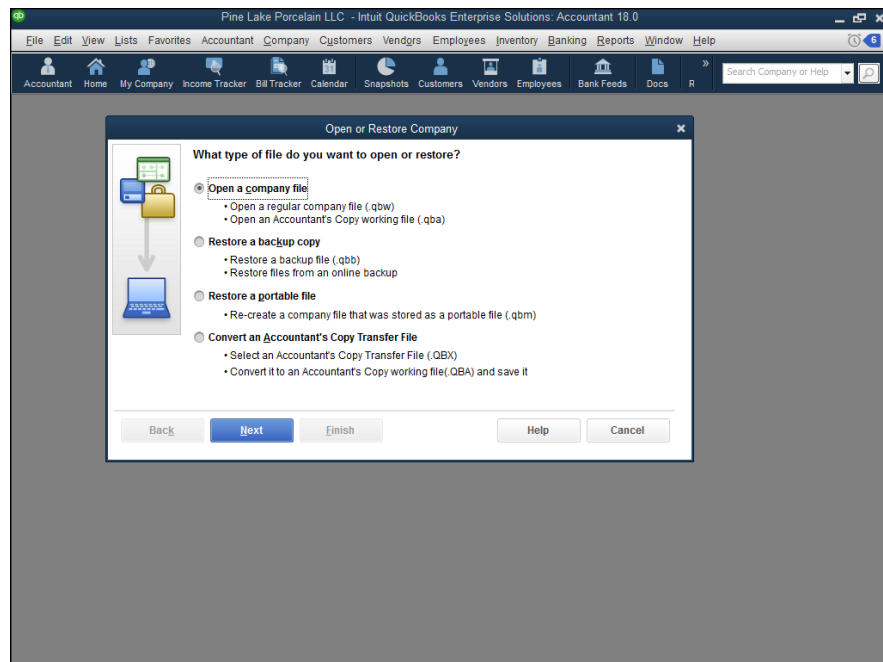 qb Pine Lake Porcelain LLC - Intuit QuickBooks Enterprise Solutions: Accountant 18.0
File Edit View Lists Favorites Accountant Company Customers Vendors Employees Inventory Banking Reports Window Help 6
Accountant Home My Company Income Tracker Bill Tracker Calendar Snapshots Customers Vendors Employees Bank Feeds Docs R » Search Company or Help
Open or Restore Company
What type of file do you want to open or restore?
Open a company file
• Open a regular company file (.qbw)
• Open an Accountant's Copy working file (.qba)
Restore a backup copy
• Restore a backup file (.qbb)
• Restore files from an online backup
Restore a portable file
• Re-create a company file that was stored as a portable file (.qbm)
Convert an Accountant's Copy Transfer File
• Select an Accountant's Copy Transfer File (.QBX)
• Convert it to an Accountant's Copy working file(.QBA) and save it
Back Next Finish Help Cancel